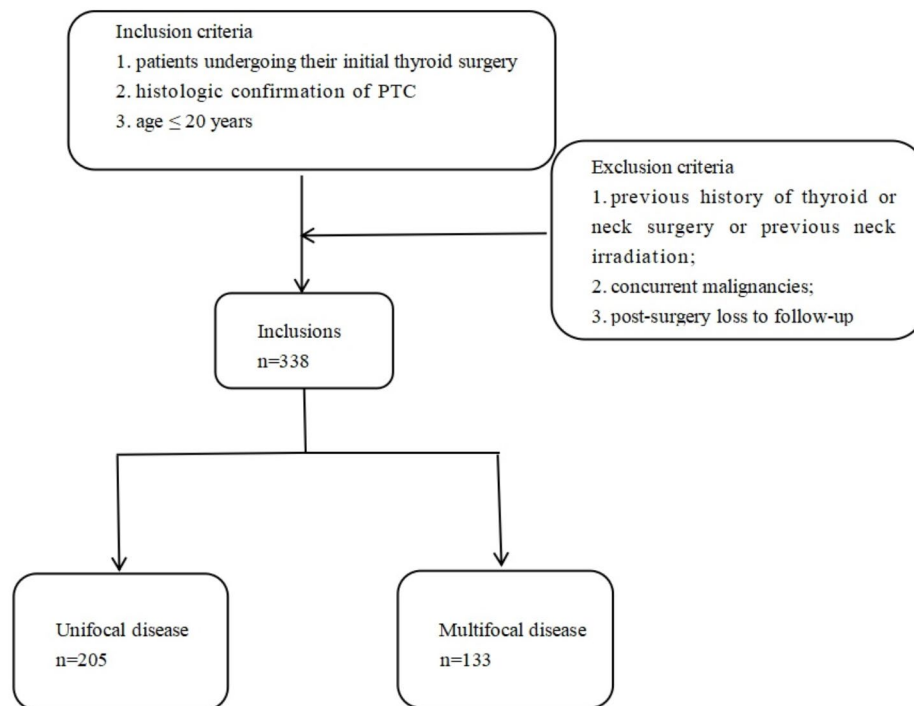 Inclusion criteria
1. patients undergoing their initial thyroid surgery
2. histologic confirmation of PTC
3. age ≤ 20 years
Exclusion criteria
1. previous history of thyroid or
neck surgery or previous neck
irradiation;
2. concurrent malignancies;
3. post-surgery loss to follow-up
Inclusions
n=338
Unifocal disease
n=205
Multifocal disease
n=133